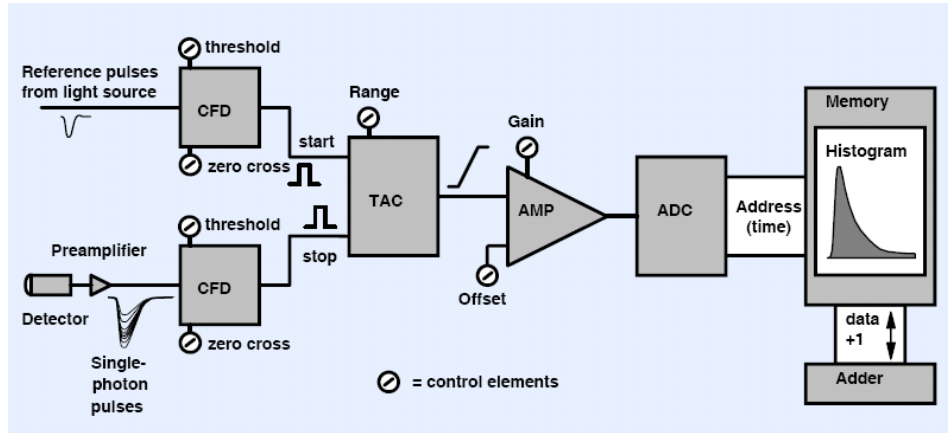 threshold
Reference pulses
from light source
CFD
zero cross
start
Range
TAC
stop
Gain
AMP
Offset
ADC
Address
(time)
Memory
Histogram
data
+1
Adder
threshold
Preamplifier
CFD
Detector
zero cross
Single-
photon
pulses
= control elements